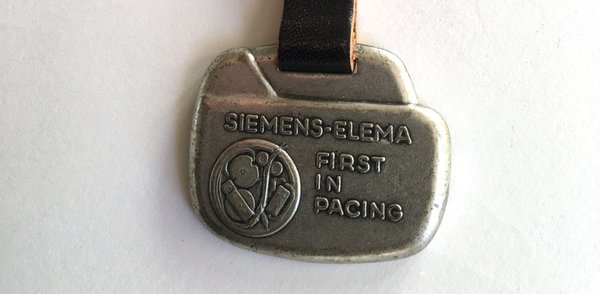 SIEMENS-ELEMA
FIRST
IN
PACING